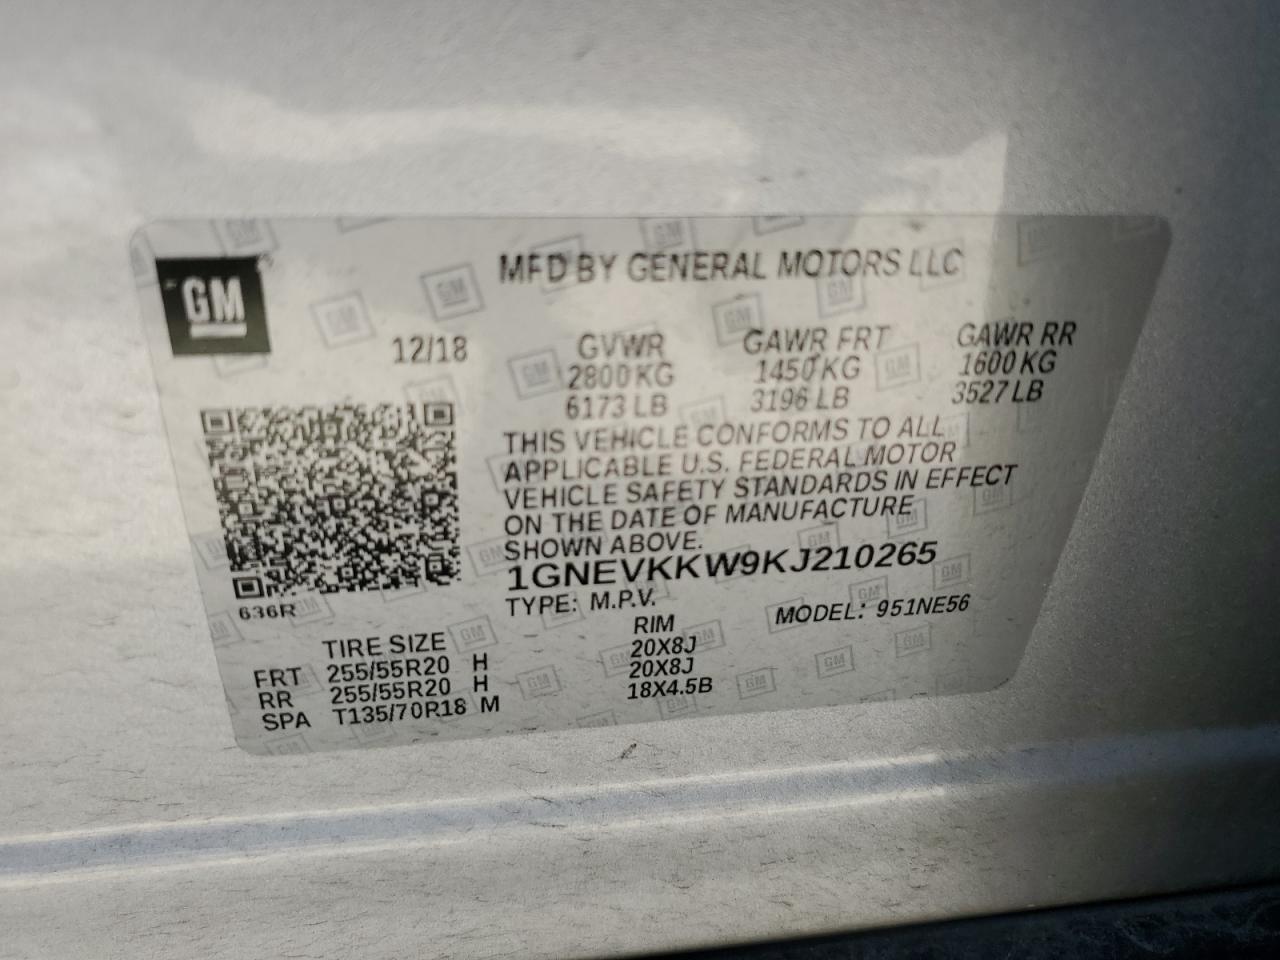 GM
MFD BY GENERAL MOTORS LLC
12/18 GVWR GAWR FRT GAWR RR
2800 KG 1450 KG 1600 KG
6173 LB 3196 LB 3527 LB
THIS VEHICLE CONFORMS TO ALL
APPLICABLE U.S. FEDERAL MOTOR
VEHICLE SAFETY STANDARDS IN EFFECT
ON THE DATE OF MANUFACTURE
SHOWN ABOVE.
1GNEVKKW9KJ210265
636R
TYPE: M.P.V. MODEL: 951NE56
TIRE SIZE RIM
FRT 255/55R20 H 20X8J
RR 255/55R20 H 20X8J
SPA T135/70R18 M 18X4.5B